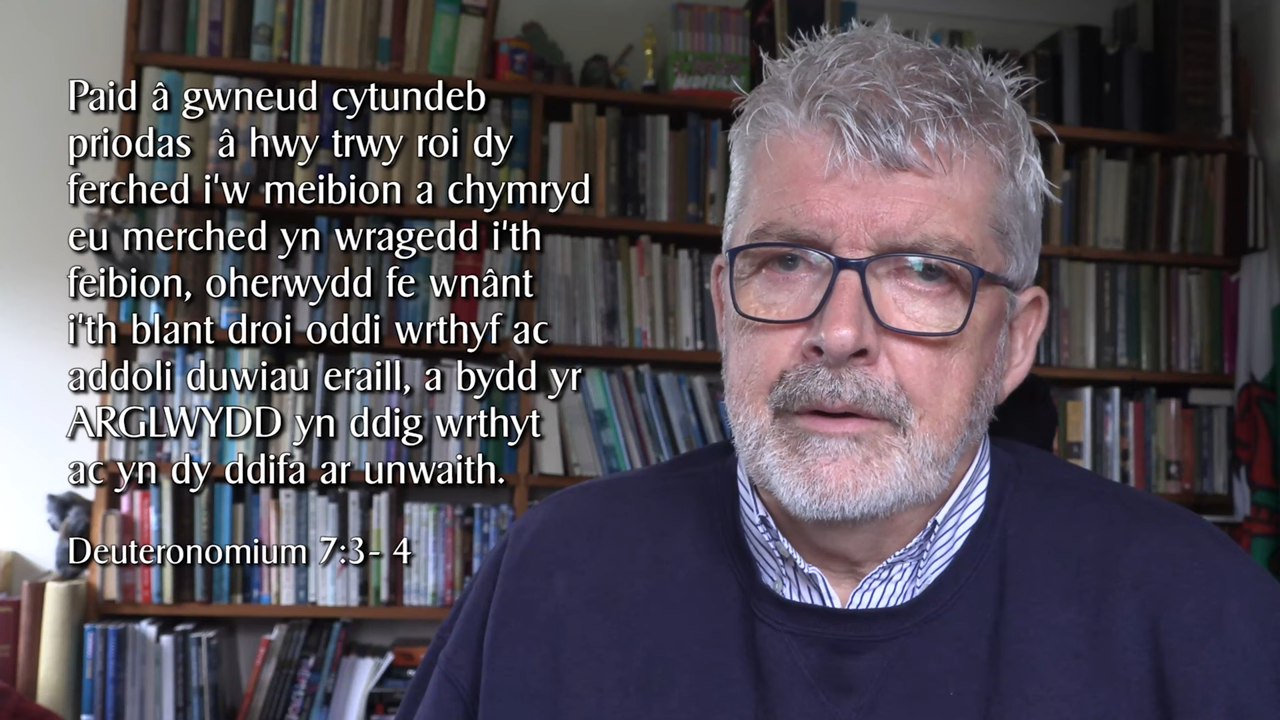 Paid â gwneud cytundeb
priodas â hwy trwy roi dy
ferched i'w meibion a chymryd
eu merched yn wragedd i'th
feibion, oherwydd fe wnânt
i'th blant droi oddi wrthyf ac
addoli duwiau eraill, a bydd yr
ARGLWYDD yn ddig wrthyt
ac yn dy ddifa ar unwaith.
Deuteronomium 7:3- 4